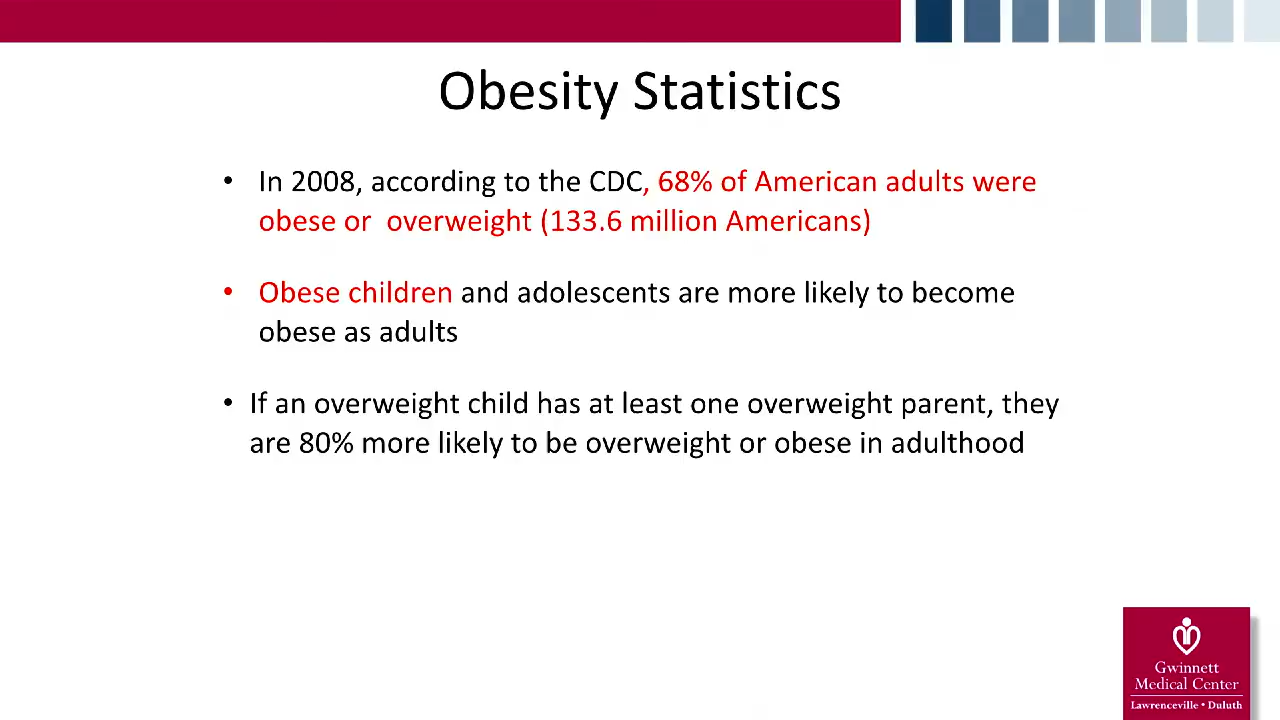 Obesity Statistics
• In 2008, according to the CDC, 68% of American adults were
obese or overweight (133.6 million Americans)
• Obese children and adolescents are more likely to become
obese as adults
• If an overweight child has at least one overweight parent, they
are 80% more likely to be overweight or obese in adulthood
Gwinnett
Medical Center
Lawrenceville • Duluth